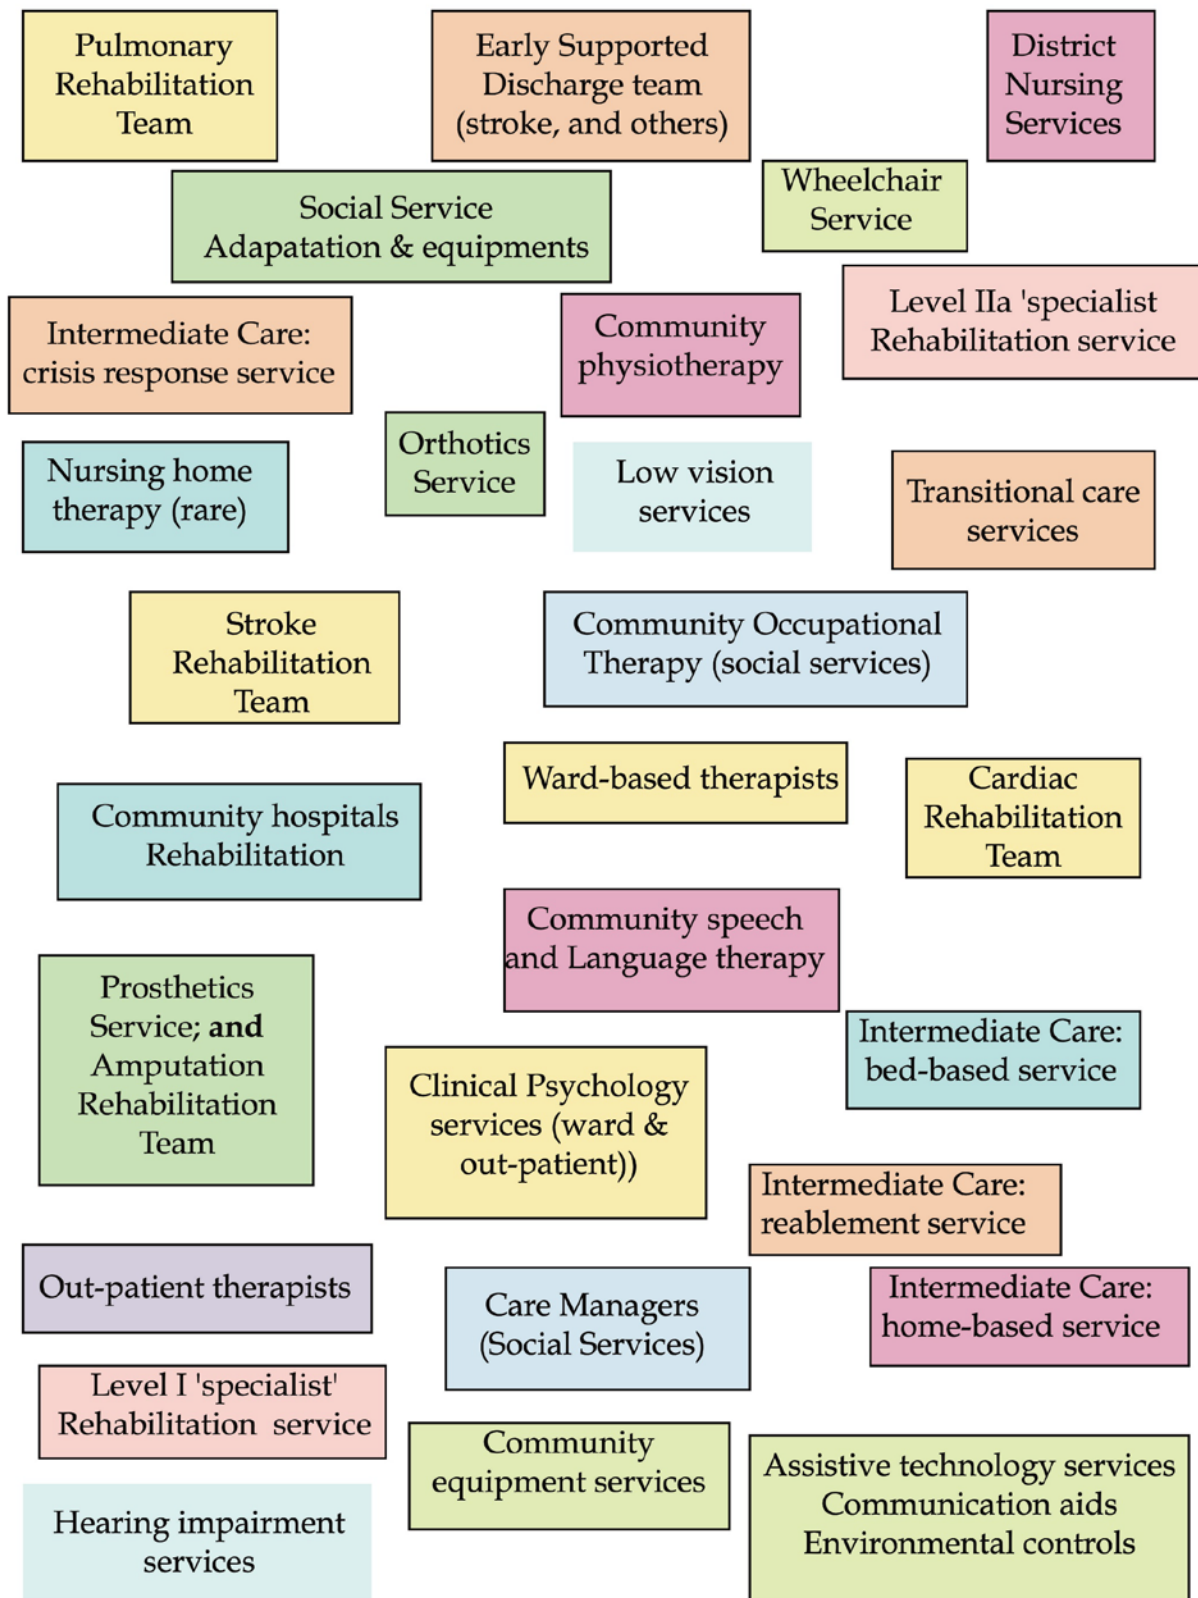 Pulmonary
Rehabilitation
Team
Early Supported
Discharge team
(stroke, and others)
District
Nursing
Services
Social Service
Adapatation & equipments
Wheelchair
Service
Intermediate Care:
crisis response service
Community
physiotherapy
Level IIa 'specialist
Rehabilitation service
Nursing home
therapy (rare)
Orthotics
Service
Low vision
services
Transitional care
services
Stroke
Rehabilitation
Team
Community Occupational
Therapy (social services)
Ward-based therapists
Cardiac
Rehabilitation
Team
Community hospitals
Rehabilitation
Community speech
and Language therapy
Prosthetics
Service; and
Amputation
Rehabilitation
Team
Clinical Psychology
services (ward &
out-patient))
Intermediate Care:
bed-based service
Intermediate Care:
reablement service
Out-patient therapists
Care Managers
(Social Services)
Intermediate Care:
home-based service
Level I 'specialist'
Rehabilitation service
Community
equipment services
Assistive technology services
Communication aids
Environmental controls
Hearing impairment
services